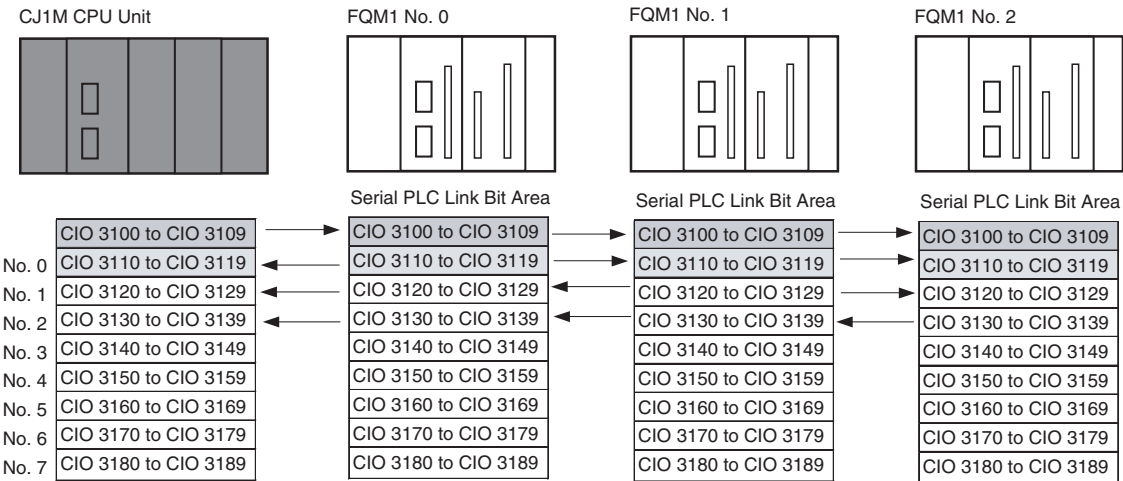 CJ1M CPU Unit
FQM1 No. 0
FQM1 No. 1
FQM1 No. 2
Serial PLC Link Bit Area
Serial PLC Link Bit Area
Serial PLC Link Bit Area
CIO 3100 to CIO 3109 CIO 3100 to CIO 3109 CIO 3100 to CIO 3109 CIO 3100 to CIO 3109
No. 0 CIO 3110 to CIO 3119 CIO 3110 to CIO 3119 CIO 3110 to CIO 3119 CIO 3110 to CIO 3119
No. 1 CIO 3120 to CIO 3129 CIO 3120 to CIO 3129 CIO 3120 to CIO 3129 CIO 3120 to CIO 3129
No. 2 CIO 3130 to CIO 3139 CIO 3130 to CIO 3139 CIO 3130 to CIO 3139 CIO 3130 to CIO 3139
No. 3 CIO 3140 to CIO 3149 CIO 3140 to CIO 3149 CIO 3140 to CIO 3149 CIO 3140 to CIO 3149
No. 4 CIO 3150 to CIO 3159 CIO 3150 to CIO 3159 CIO 3150 to CIO 3159 CIO 3150 to CIO 3159
No. 5 CIO 3160 to CIO 3169 CIO 3160 to CIO 3169 CIO 3160 to CIO 3169 CIO 3160 to CIO 3169
No. 6 CIO 3170 to CIO 3179 CIO 3170 to CIO 3179 CIO 3170 to CIO 3179 CIO 3170 to CIO 3179
No. 7 CIO 3180 to CIO 3189 CIO 3180 to CIO 3189 CIO 3180 to CIO 3189 CIO 3180 to CIO 3189